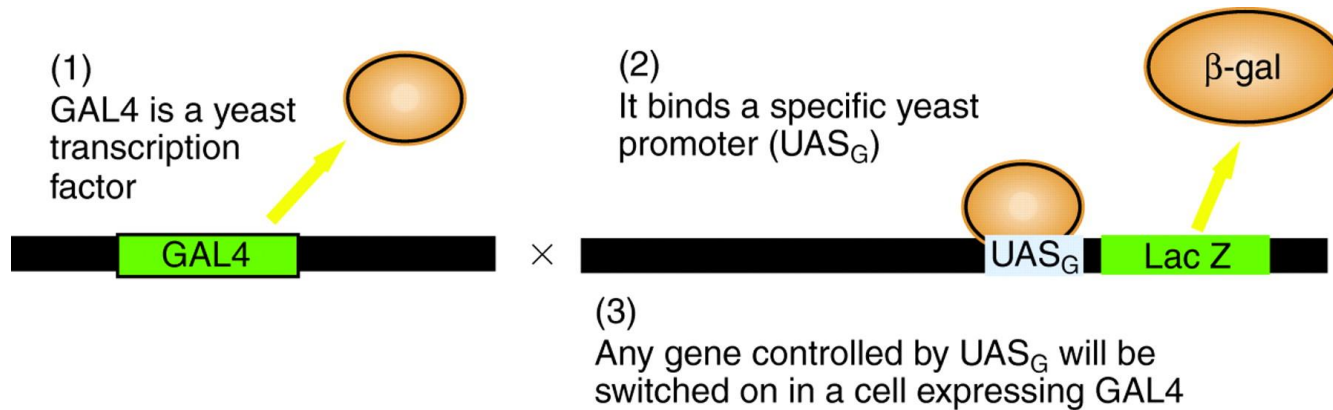 (1)
GAL4 is a yeast
transcription
factor
GAL4
×
(2)
It binds a specific yeast
promoter (UASG)
β-gal
UASG
Lac Z
(3)
Any gene controlled by UASG will be
switched on in a cell expressing GAL4